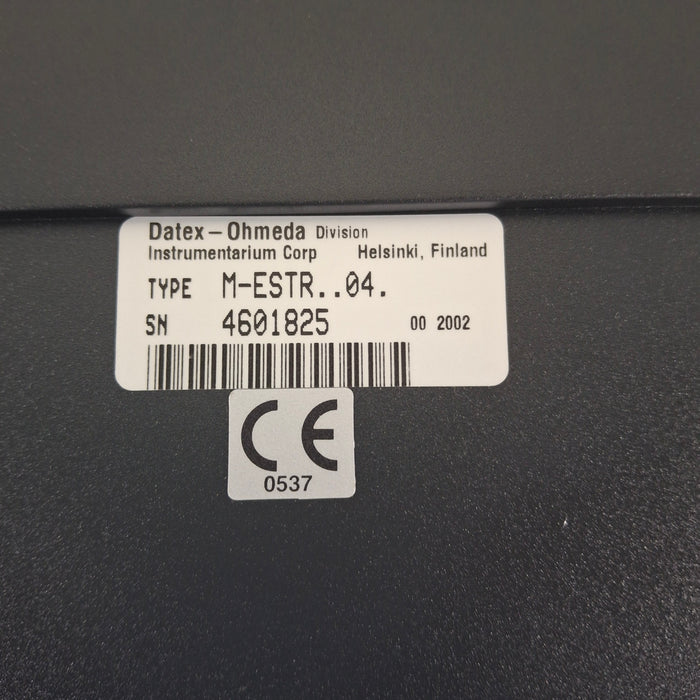 Datex-Ohmeda Division
Instrumentarium Corp Helsinki, Finland
TYPE M-ESTR..04.
SN 4601825 00 2002
CE
0537